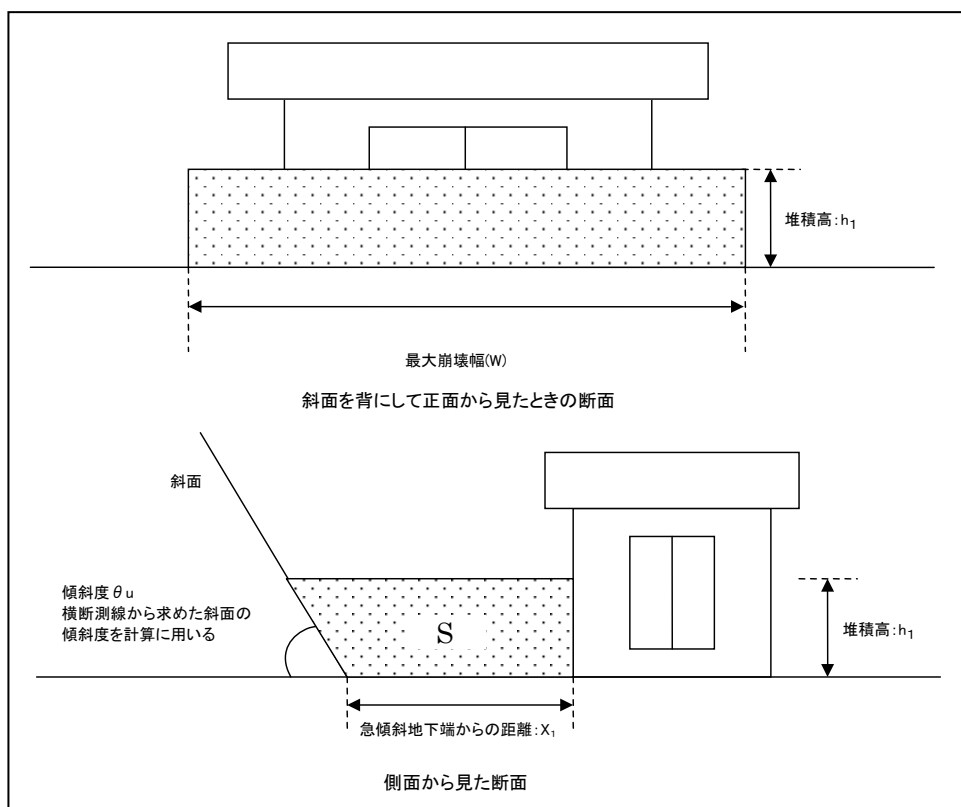 堆積高:h₁
最大崩壊幅(W)
斜面を背にして正面から見たときの断面
斜面
傾斜度θu
横断測線から求めた斜面の
傾斜度を計算に用いる
S
堆積高:h₁
急傾斜地下端からの距離:X₁
側面から見た断面